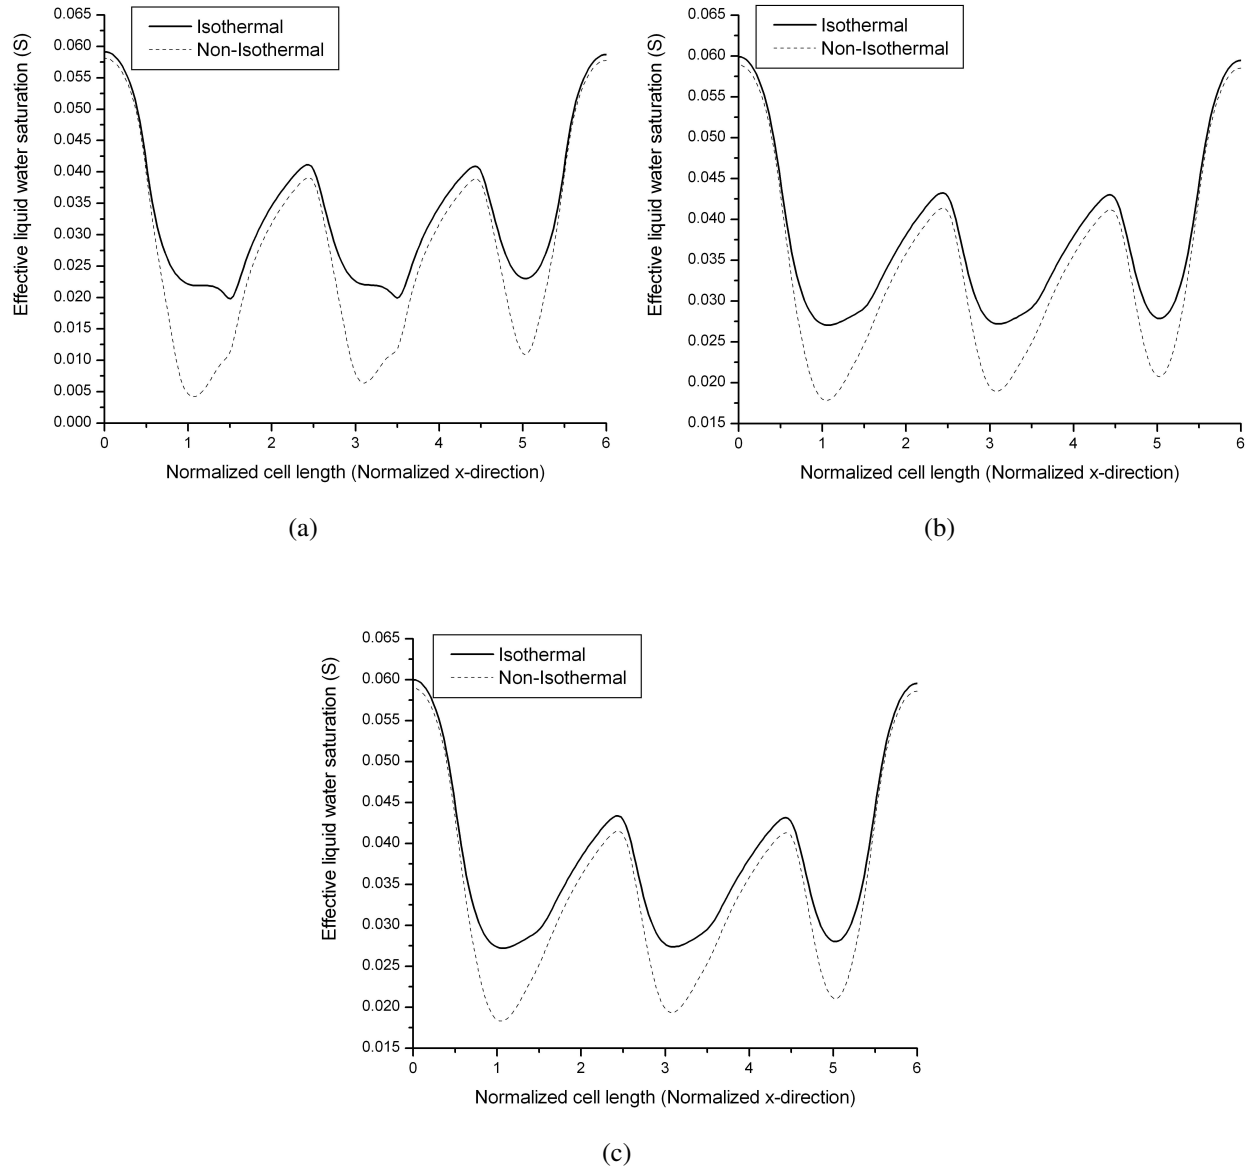 0.065
0.060
0.055
0.050
0.045
0.040
0.035
0.030
0.025
0.020
0.015
0.010
0.005
0.000
Effective liquid water saturation (S)
Isothermal
Non-Isothermal
0 1 2 3 4 5 6
Normalized cell length (Normalized x-direction)
(a)
0.065
0.060
0.055
0.050
0.045
0.040
0.035
0.030
0.025
0.020
0.015
Effective liquid water saturation (S)
Isothermal
Non-Isothermal
0 1 2 3 4 5 6
Normalized cell length (Normalized x-direction)
(b)
0.065
0.060
0.055
0.050
0.045
0.040
0.035
0.030
0.025
0.020
0.015
Effective liquid water saturation (S)
Isothermal
Non-Isothermal
0 1 2 3 4 5 6
Normalized cell length (Normalized x-direction)
(c)